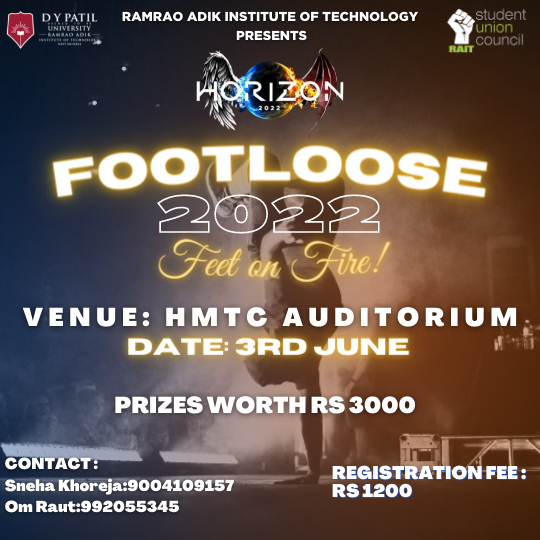 D Y PATIL
UNIVERSITY
RAMRAO ADIK
INSTITUTE OF TECHNOLOGY
NAVI MUMBAI
RAMRAO ADIK INSTITUTE OF TECHNOLOGY
PRESENTS
student
union
council
RAIT
HORIZON
2022
FOOTLOOSE
2022
Feet on Fire!
VENUE: HMTC AUDITORIUM
DATE: 3RD JUNE
PRIZES WORTH RS 3000
CONTACT :
Sneha Khoreja:9004109157
Om Raut:992055345
REGISTRATION FEE :
RS 1200